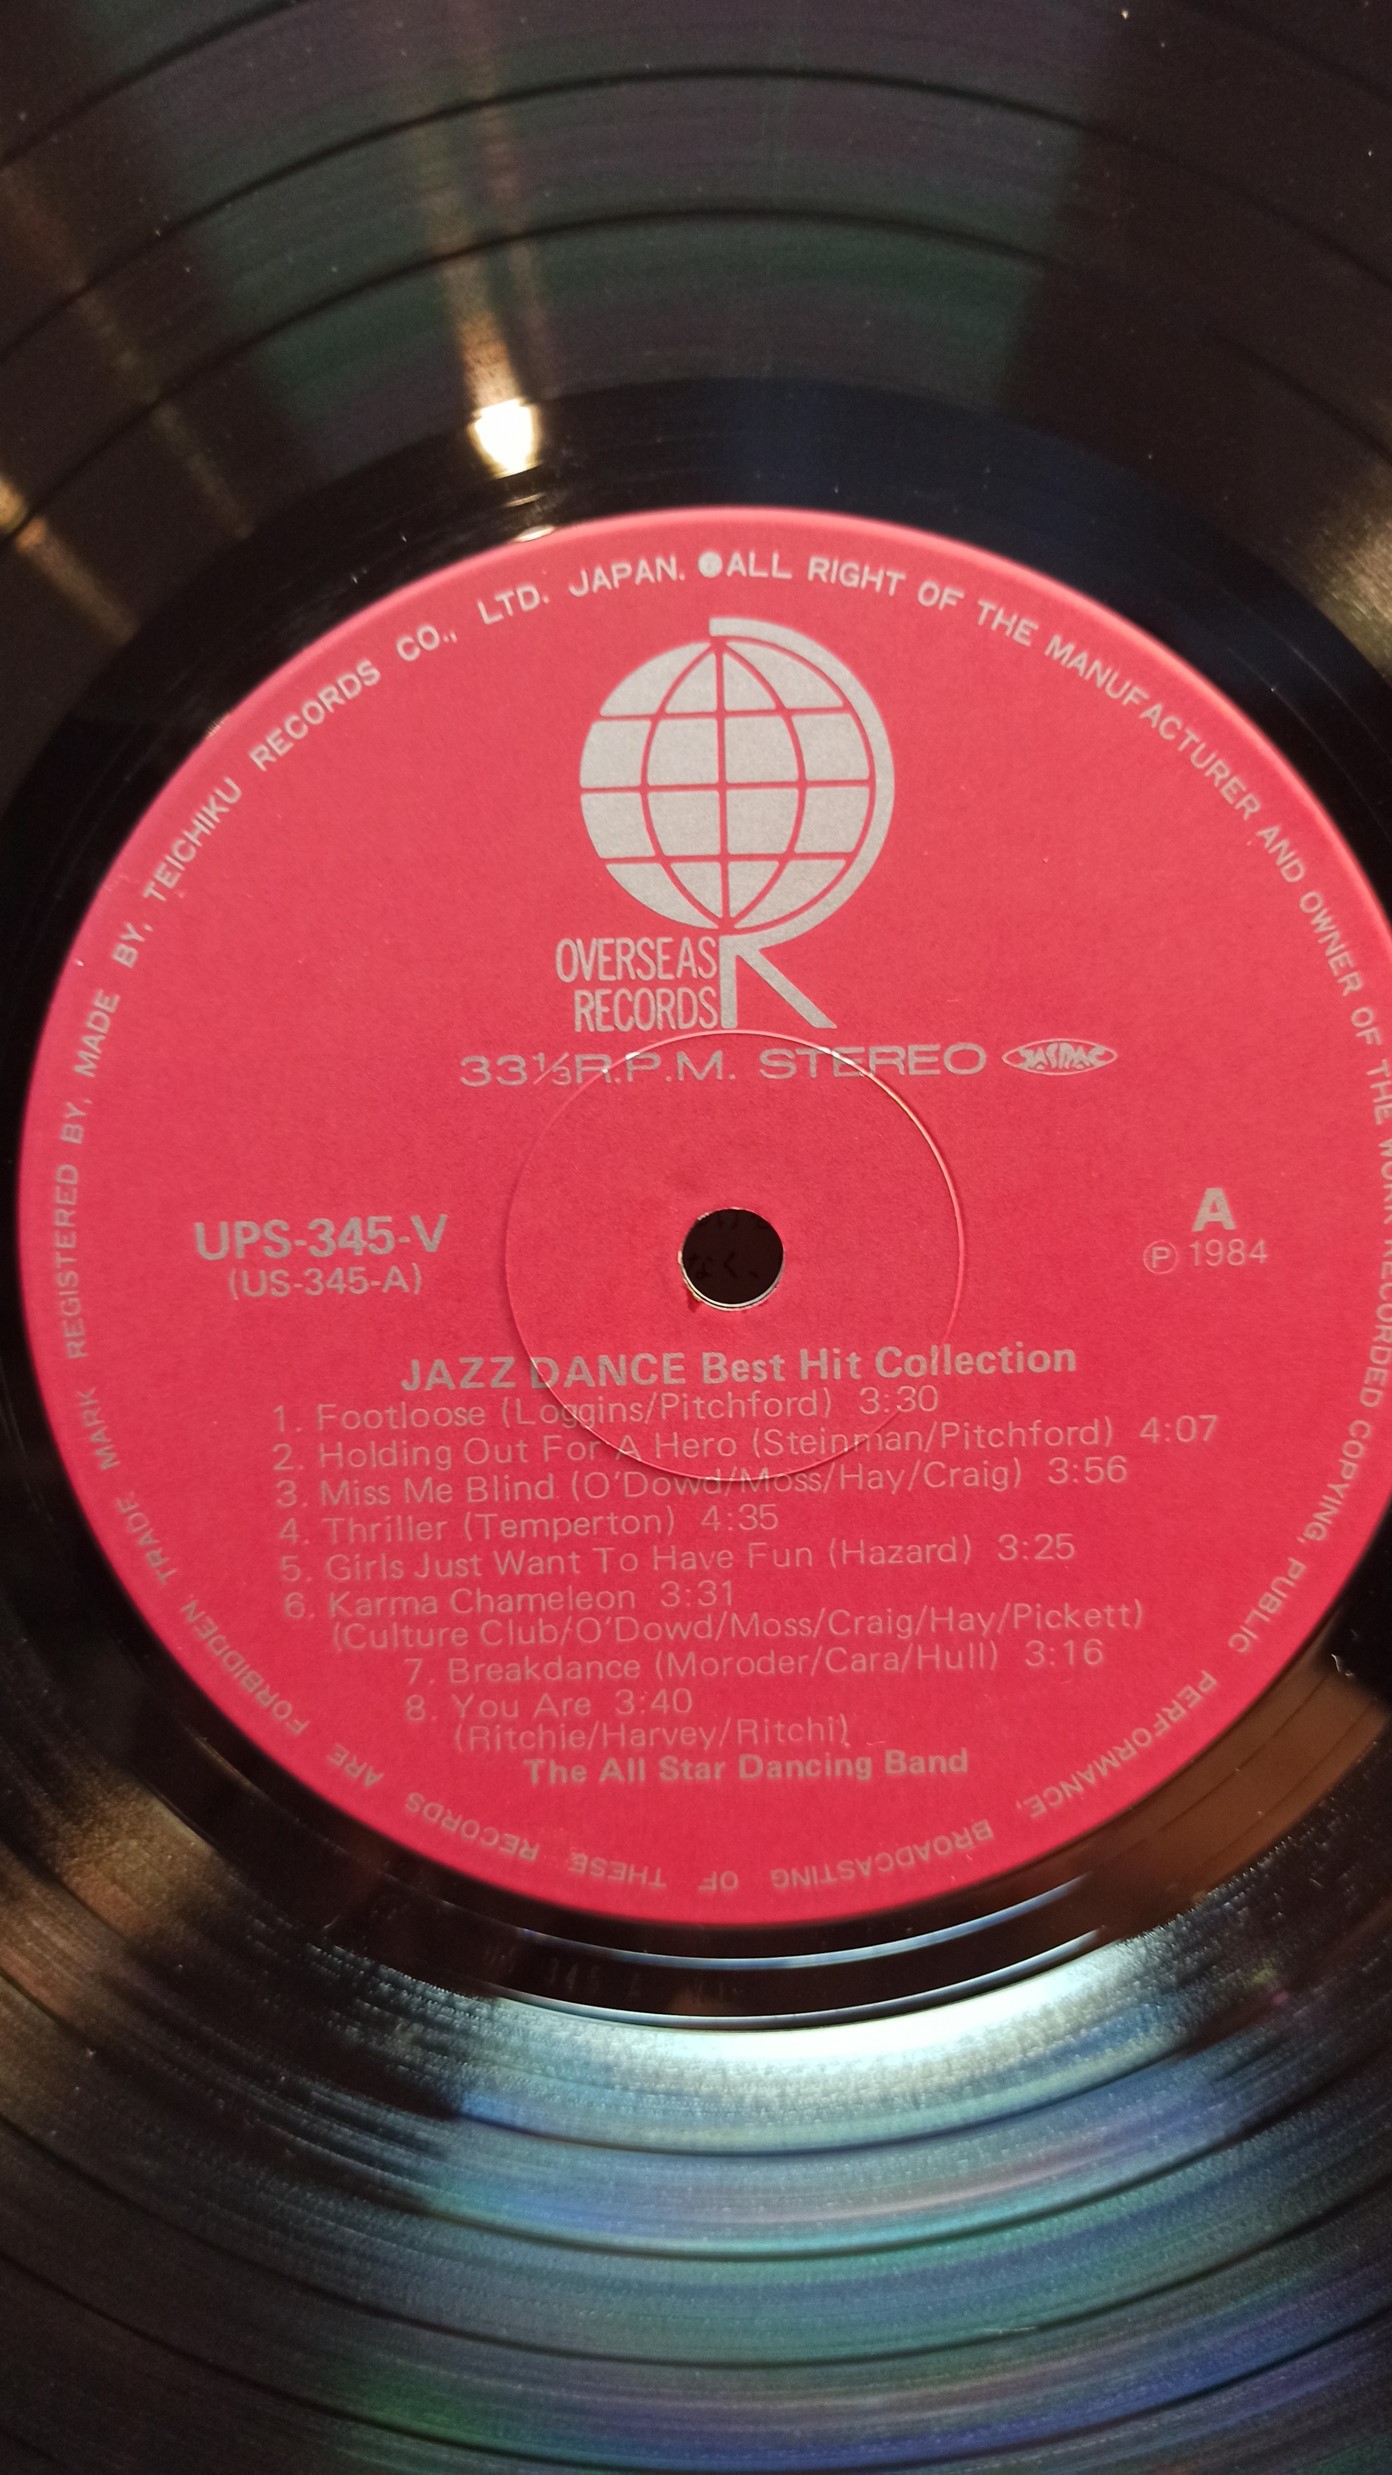 REGISTERED BY, MADE BY, TEICHIKU RECORDS CO., LTD. JAPAN. ●ALL RIGHT OF THE MANUFACTURER AND OWNER OF THE WORK RECORDED COPYING, PUBLIC PERFORMANCE, BROADCASTING OF THESE RECORDS ARE FORBIDDEN TRADE MARK
R
OVERSEAS
RECORDS
33⅓R.P.M. STEREO JASRAC
UPS-345-V
(US-345-A)
A
Ⓟ 1984
JAZZ DANCE Best Hit Collection
1. Footloose (Loggins/Pitchford) 3:30
2. Holding Out For A Hero (Steinman/Pitchford) 4:07
3. Miss Me Blind (O'Dowd/Moss/Hay/Craig) 3:56
4. Thriller (Temperton) 4:35
5. Girls Just Want To Have Fun (Hazard) 3:25
6. Karma Chameleon 3:31
(Culture Club/O'Dowd/Moss/Craig/Hay/Pickett)
7. Breakdance (Moroder/Cara/Hull) 3:16
8. You Are 3:40
(Ritchie/Harvey/Ritchi)
The All Star Dancing Band